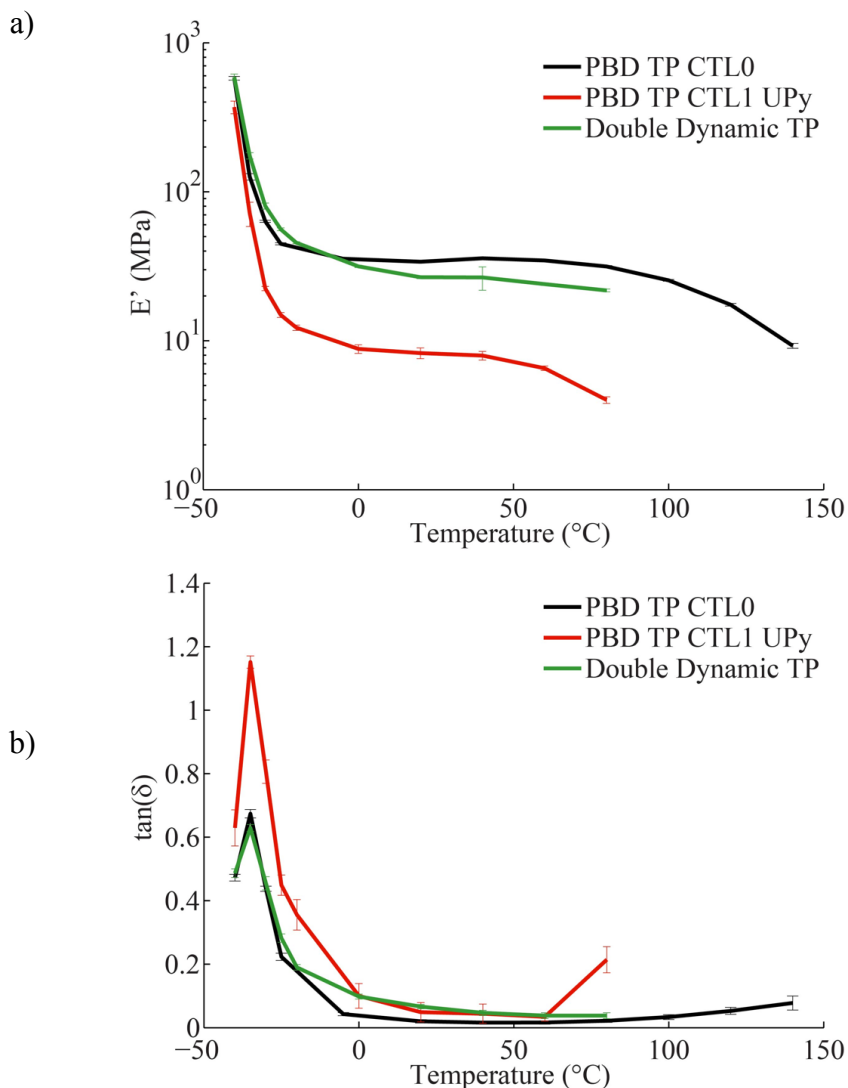 a)
10³
10²
10¹
10⁰
E’ (MPa)
PBD TP CTL0
PBD TP CTL1 UPy
Double Dynamic TP
−50
0
50
100
150
Temperature (°C)
b)
1.4
1.2
1
0.8
0.6
0.4
0.2
0
tan(δ)
PBD TP CTL0
PBD TP CTL1 UPy
Double Dynamic TP
−50
0
50
100
150
Temperature (°C)